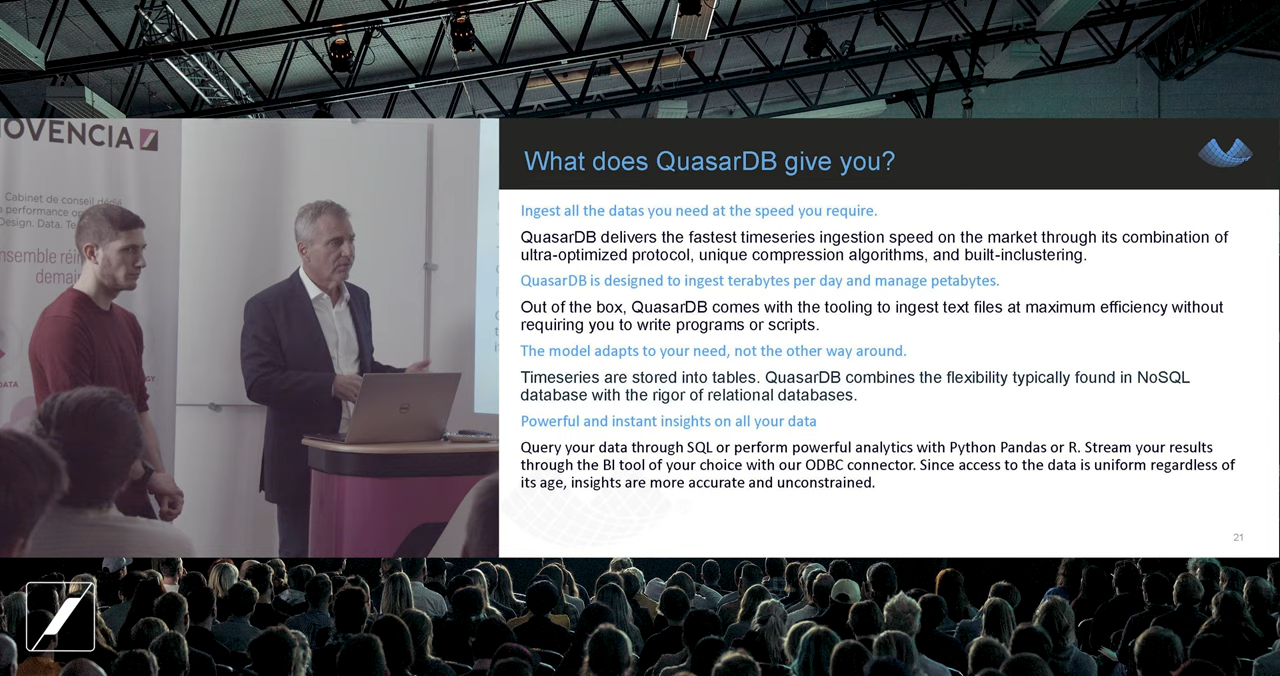 OVENCIA
Cabinet de conseil dédié
performance op
Design. Data. Te
nsemble réin
demai
DATA
What does QuasarDB give you?
Ingest all the datas you need at the speed you require.
QuasarDB delivers the fastest timeseries ingestion speed on the market through its combination of
ultra-optimized protocol, unique compression algorithms, and built-inclustering.
QuasarDB is designed to ingest terabytes per day and manage petabytes.
Out of the box, QuasarDB comes with the tooling to ingest text files at maximum efficiency without
requiring you to write programs or scripts.
The model adapts to your need, not the other way around.
Timeseries are stored into tables. QuasarDB combines the flexibility typically found in NoSQL
database with the rigor of relational databases.
Powerful and instant insights on all your data
Query your data through SQL or perform powerful analytics with Python Pandas or R. Stream your results
through the BI tool of your choice with our ODBC connector. Since access to the data is uniform regardless of
its age, insights are more accurate and unconstrained.
21